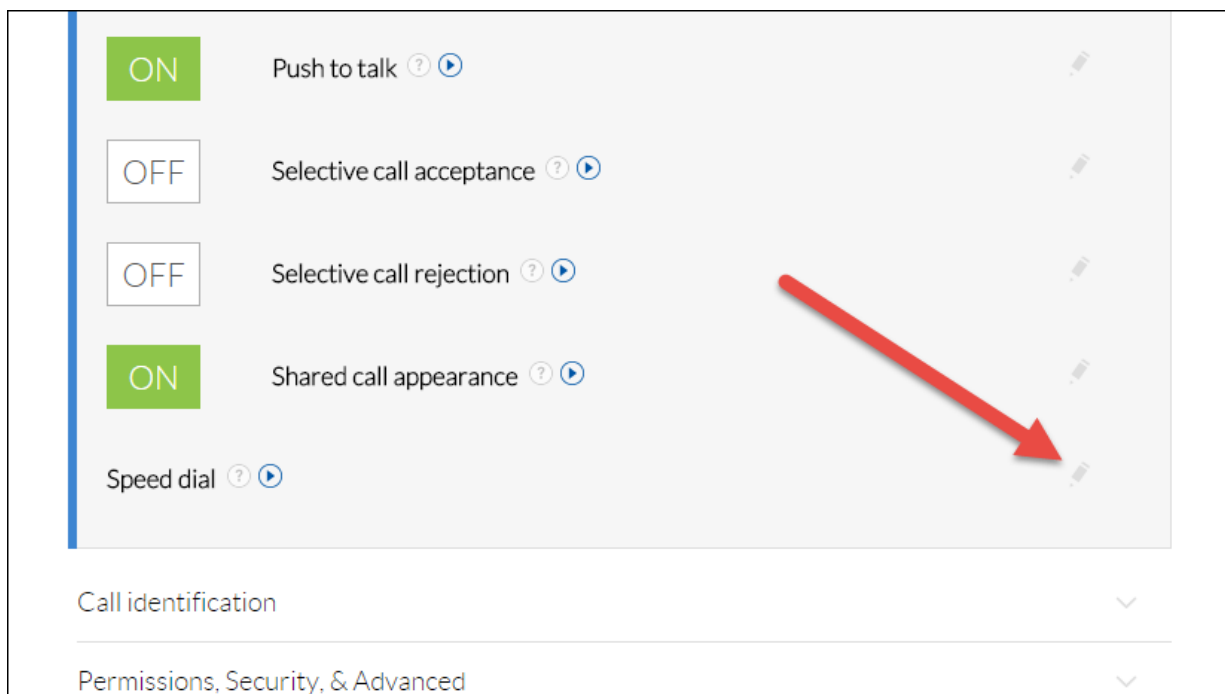 ON Push to talk ?
OFF Selective call acceptance ?
OFF Selective call rejection ?
ON Shared call appearance ?
Speed dial ?
Call identification
Permissions, Security, & Advanced